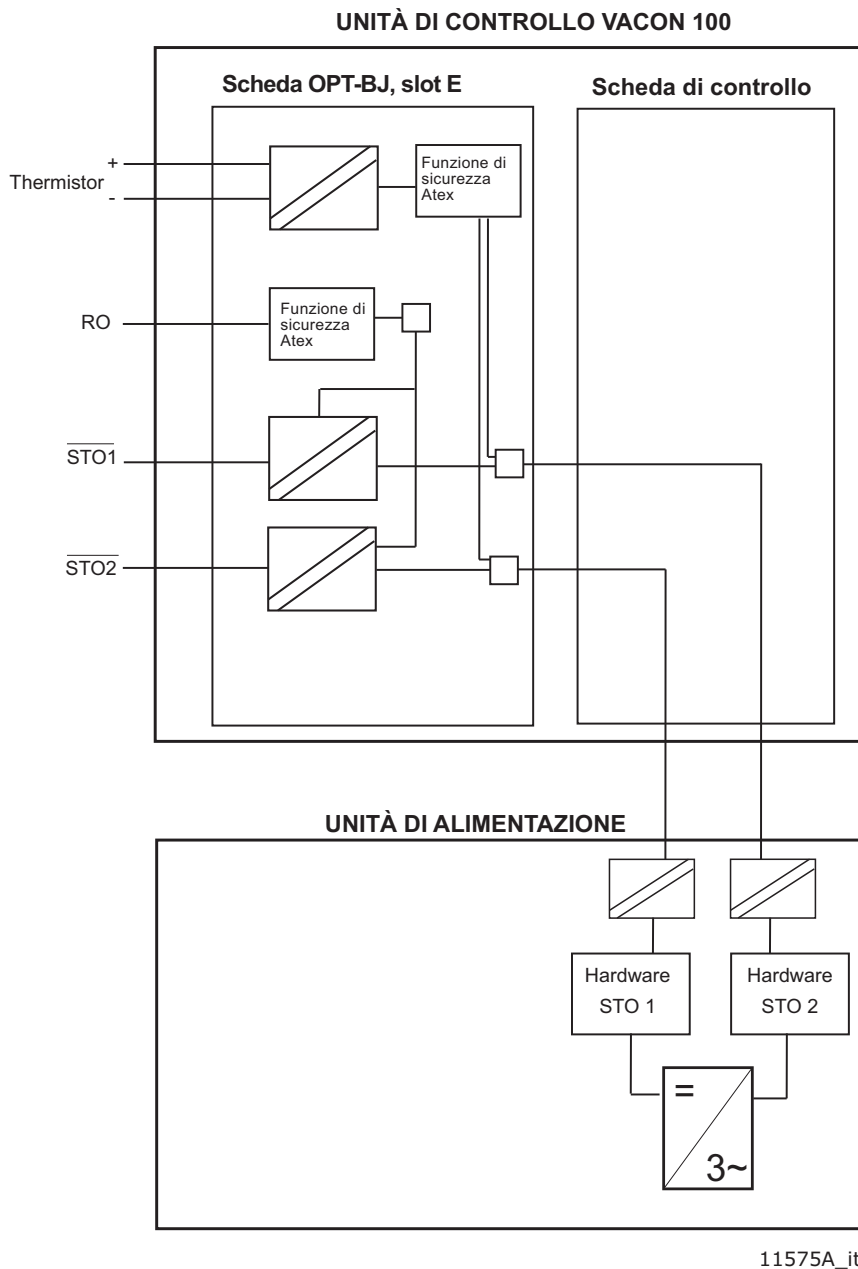 UNITÀ DI CONTROLLO VACON 100
Scheda OPT-BJ, slot E
Scheda di controllo
Thermistor
+
-
Funzione di
sicurezza
Atex
RO
Funzione di
sicurezza
Atex
STO1
STO2
UNITÀ DI ALIMENTAZIONE
Hardware
STO 1
Hardware
STO 2
=
3~
11575A_it